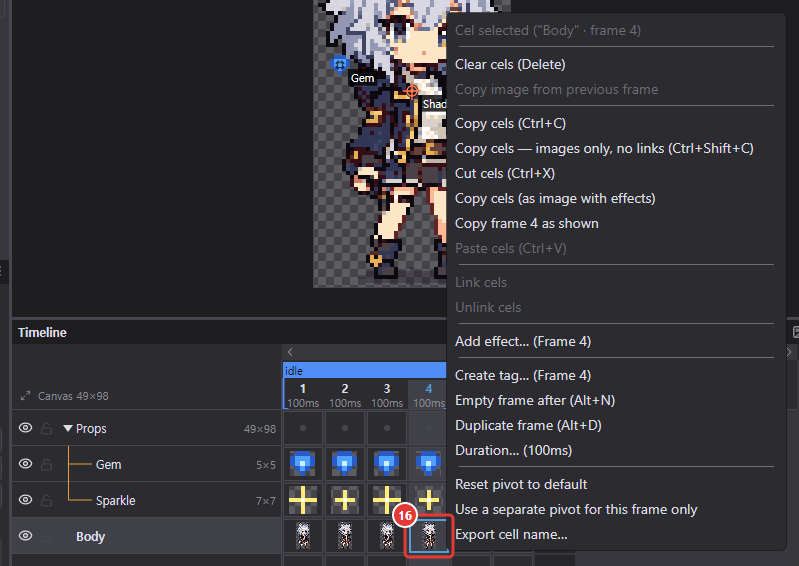 Cel selected ("Body" · frame 4)
Clear cels (Delete)
Copy image from previous frame
Gem
Shad
Copy cels (Ctrl+C)
Copy cels — images only, no links (Ctrl+Shift+C)
Cut cels (Ctrl+X)
Copy cels (as image with effects)
Copy frame 4 as shown
Paste cels (Ctrl+V)
Link cels
Unlink cels
Add effect... (Frame 4)
Create tag... (Frame 4)
Empty frame after (Alt+N)
Duplicate frame (Alt+D)
Duration... (100ms)
Reset pivot to default
Use a separate pivot for this frame only
Export cell name...
Timeline
idle
Canvas 49×98
1 2 3 4
100ms 100ms 100ms 100ms
Props 49×98
Gem 5×5
Sparkle 7×7
16
Body